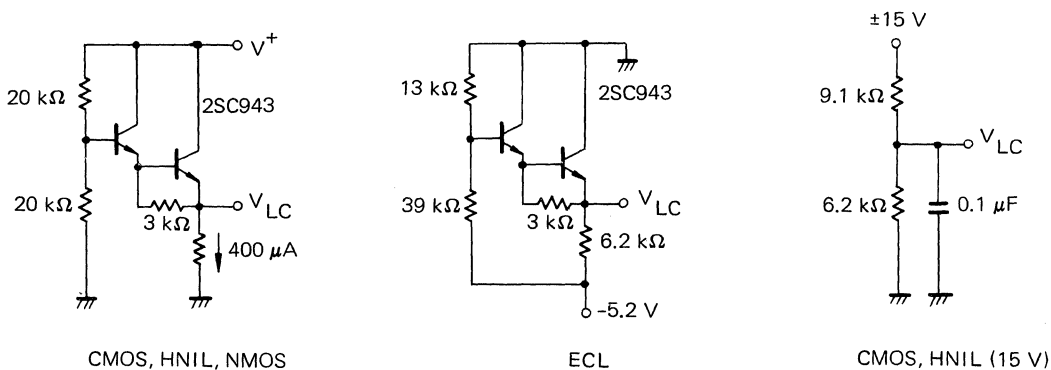 V+
20 kΩ
2SC943
20 kΩ
3 kΩ
VLC
400 μA
CMOS, HNIL, NMOS
13 kΩ
2SC943
39 kΩ
3 kΩ
VLC
6.2 kΩ
-5.2 V
ECL
±15 V
9.1 kΩ
VLC
6.2 kΩ
0.1 μF
CMOS, HNIL (15 V)